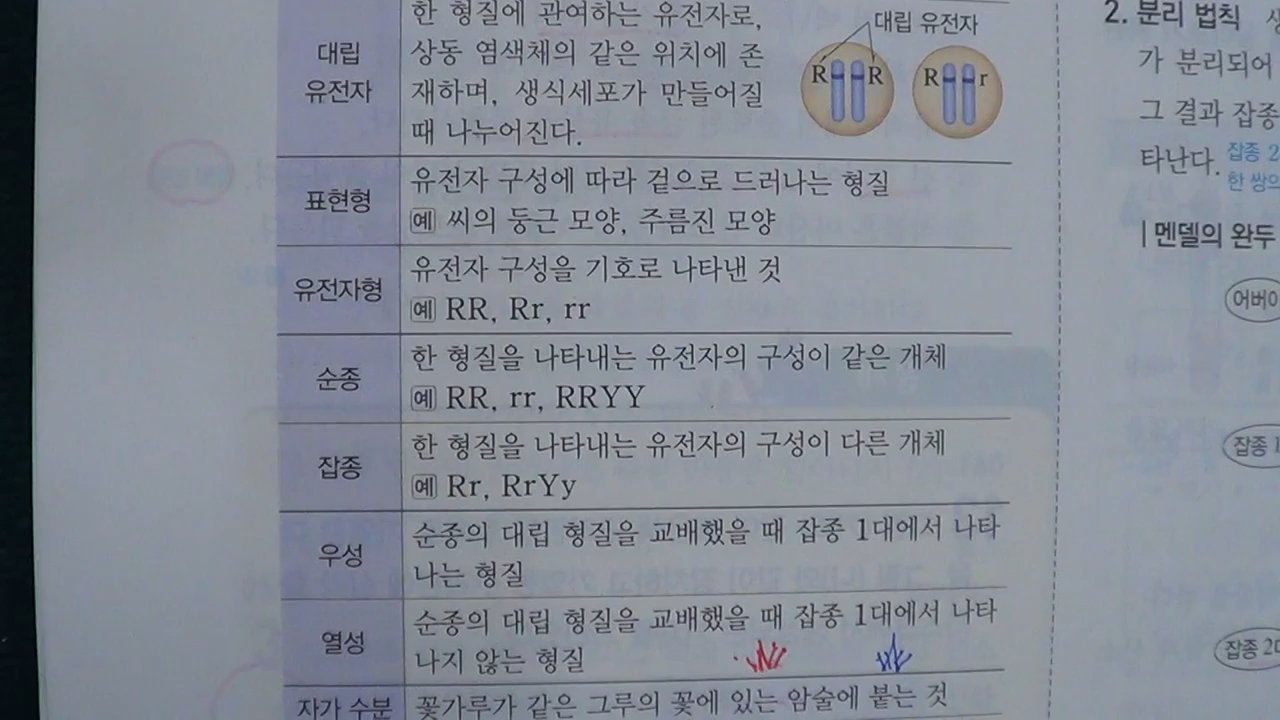 한 형질에 관여하는 유전자로,
상동 염색체의 같은 위치에 존
재하며, 생식세포가 만들어질
때 나누어진다.
대립
유전자
대립 유전자
R R R r
표현형
유전자 구성에 따라 겉으로 드러나는 형질
예 씨의 둥근 모양, 주름진 모양
유전자형
유전자 구성을 기호로 나타낸 것
예 RR, Rr, rr
순종
한 형질을 나타내는 유전자의 구성이 같은 개체
예 RR, rr, RRYY
잡종
한 형질을 나타내는 유전자의 구성이 다른 개체
예 Rr, RrYy
우성
순종의 대립 형질을 교배했을 때 잡종 1대에서 나타
나는 형질
열성
순종의 대립 형질을 교배했을 때 잡종 1대에서 나타
나지 않는 형질
자가 수분
꽃가루가 같은 그루의 꽃에 있는 암술에 붙는 것
2. 분리 법칙
가 분리되어
그 결과 잡종
타난다. 잡종 2
한 쌍의
| 멘델의 완두
어버이
잡종 1
잡종 2대